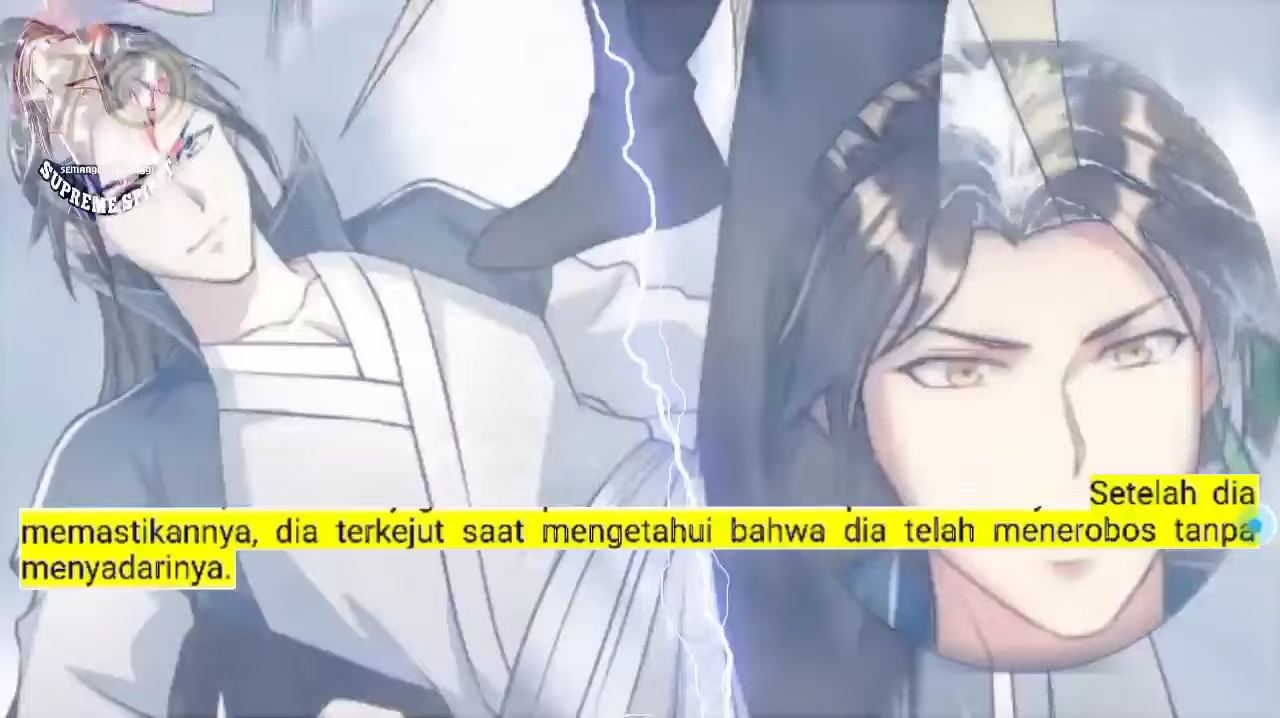 SUPREME
Setelah dia
memastikannya, dia terkejut saat mengetahui bahwa dia telah menerobos tanpa
menyadarinya.